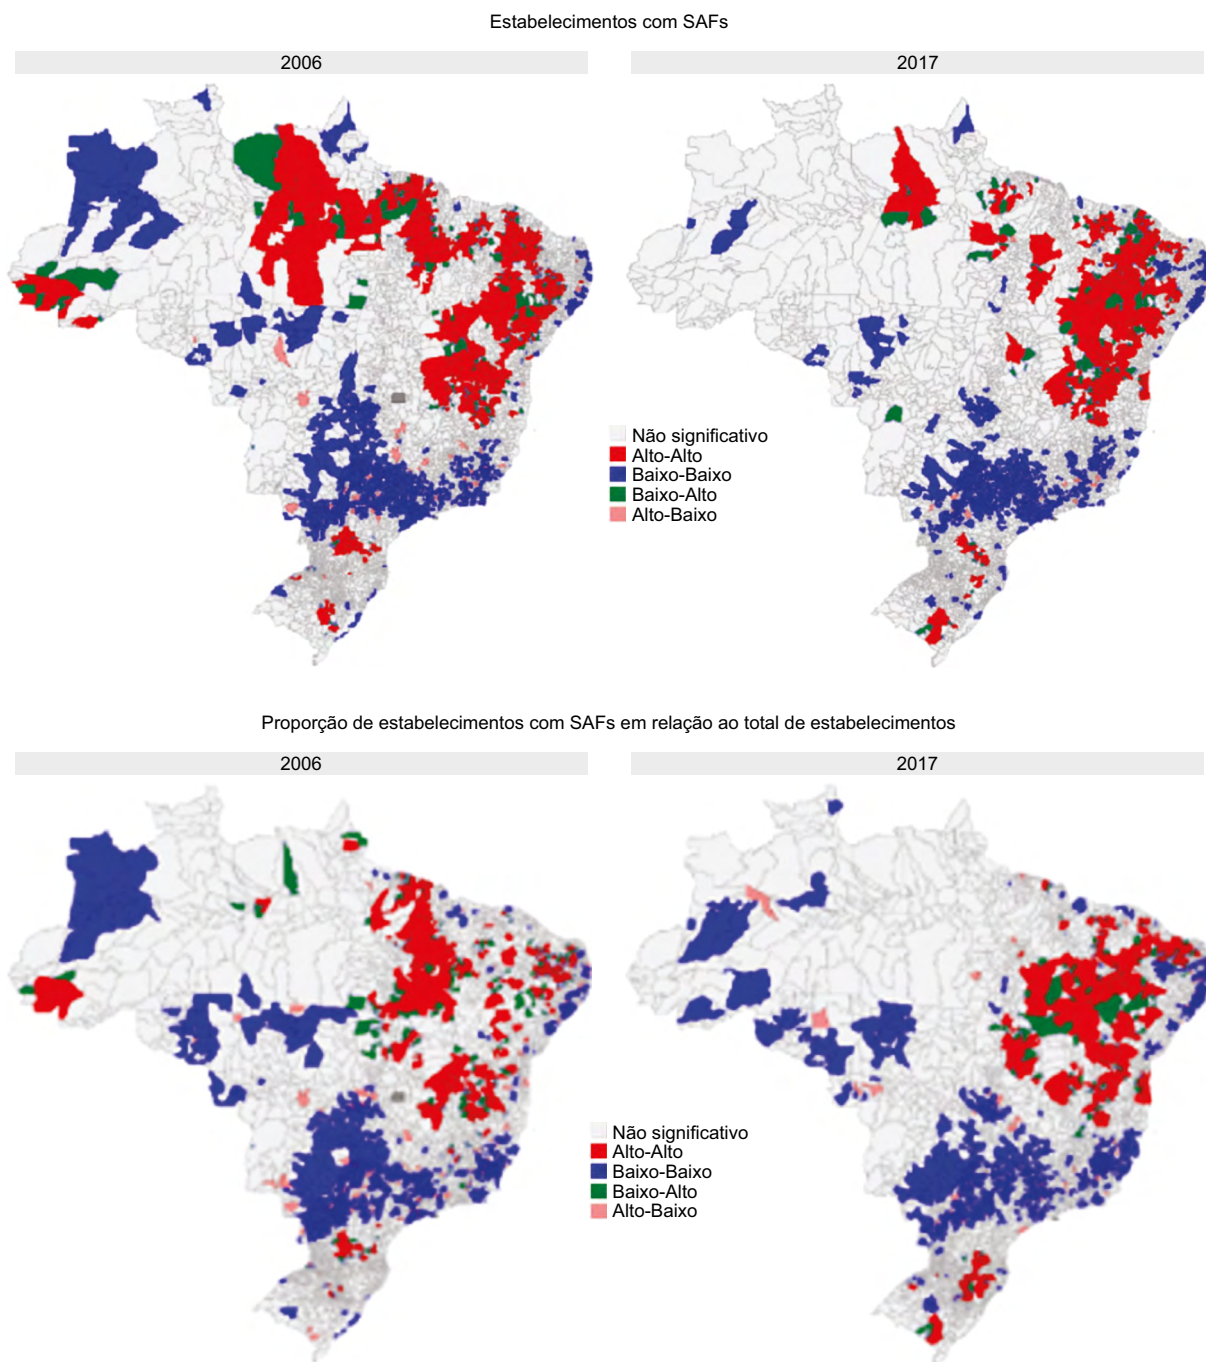 Estabelecimentos com SAFs
2006
2017
Não significativo
Alto-Alto
Baixo-Baixo
Baixo-Alto
Alto-Baixo
Proporção de estabelecimentos com SAFs em relação ao total de estabelecimentos
2006
2017
Não significativo
Alto-Alto
Baixo-Baixo
Baixo-Alto
Alto-Baixo